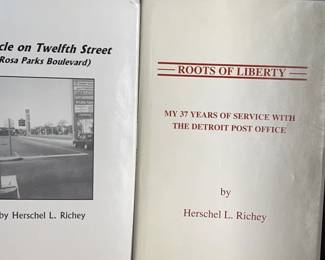 cle on Twelfth Street
Rosa Parks Boulevard)
by Herschel L. Richey
ROOTS OF LIBERTY
MY 37 YEARS OF SERVICE WITH
THE DETROIT POST OFFICE
by
Herschel L. Richey